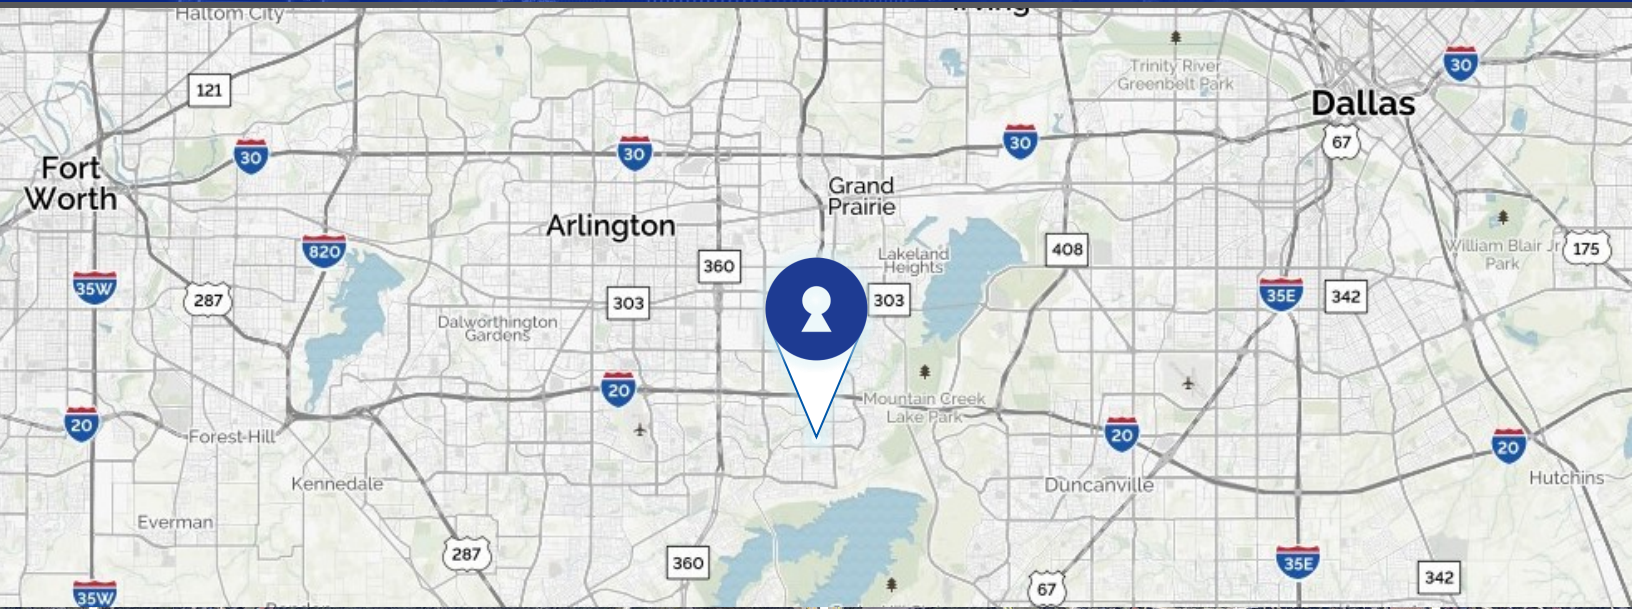 Haltom City
Irving
30
Trinity River
Greenbelt Park
121
Dallas
30
30
30
67
Fort
Worth
Grand
Prairie
Arlington
William Blair Jr
Park
175
820
360
Lakeland
Heights
408
35W
287
303
303
35E
342
Dalworthington
Gardens
20
20
Mountain Creek
Lake Park
20
20
Forest Hill
Kennedale
Duncanville
Hutchins
Everman
287
360
35E
342
67
35W